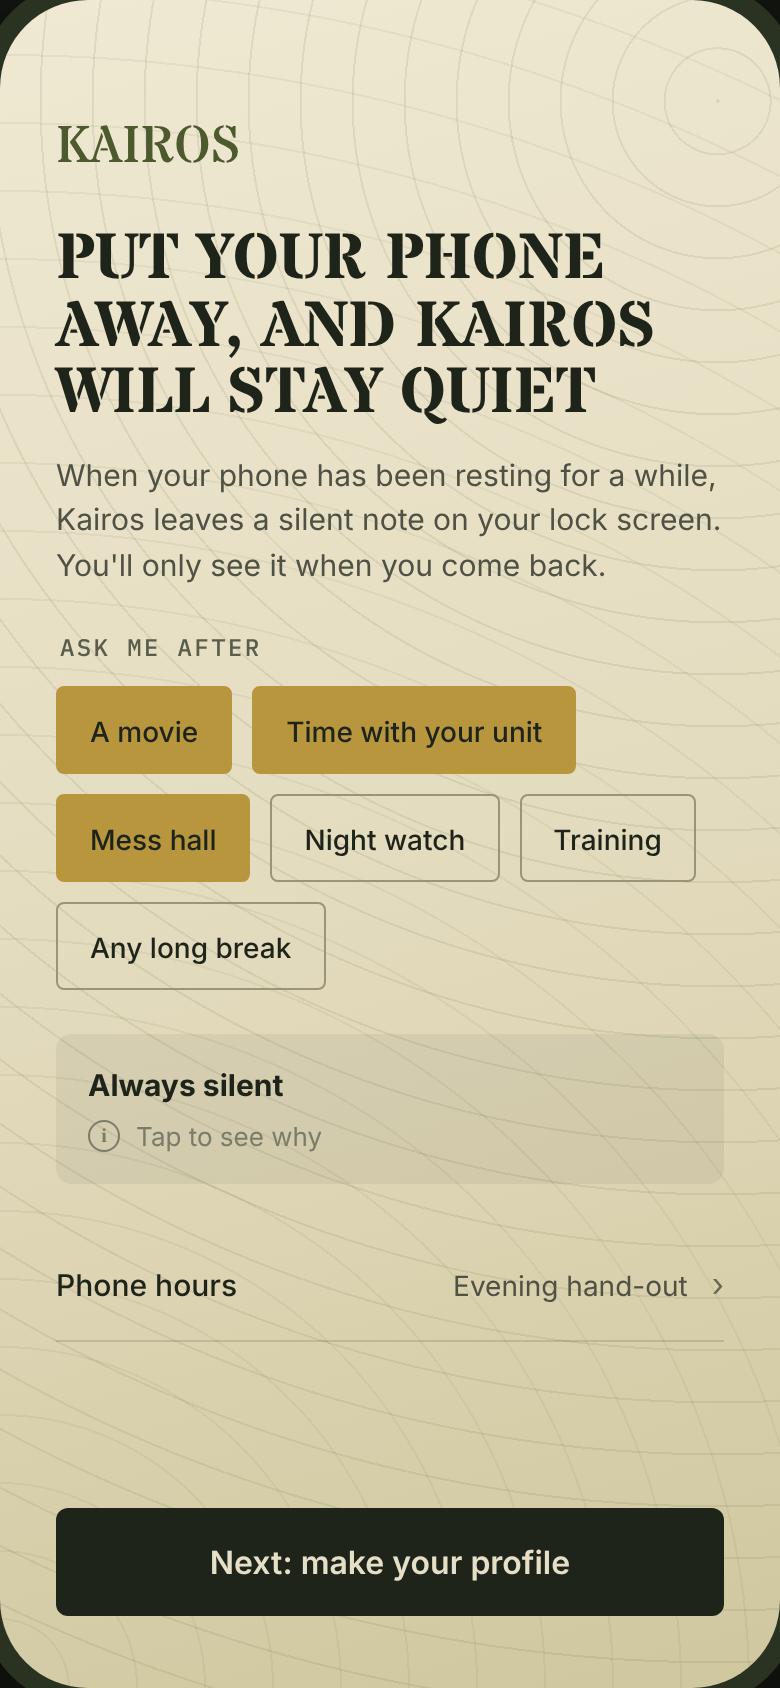 KAIROS
PUT YOUR PHONE
AWAY, AND KAIROS
WILL STAY QUIET
When your phone has been resting for a while,
Kairos leaves a silent note on your lock screen.
You'll only see it when you come back.
ASK ME AFTER
A movie
Time with your unit
Mess hall
Night watch
Training
Any long break
Always silent
i Tap to see why
Phone hours
Evening hand-out ›
Next: make your profile